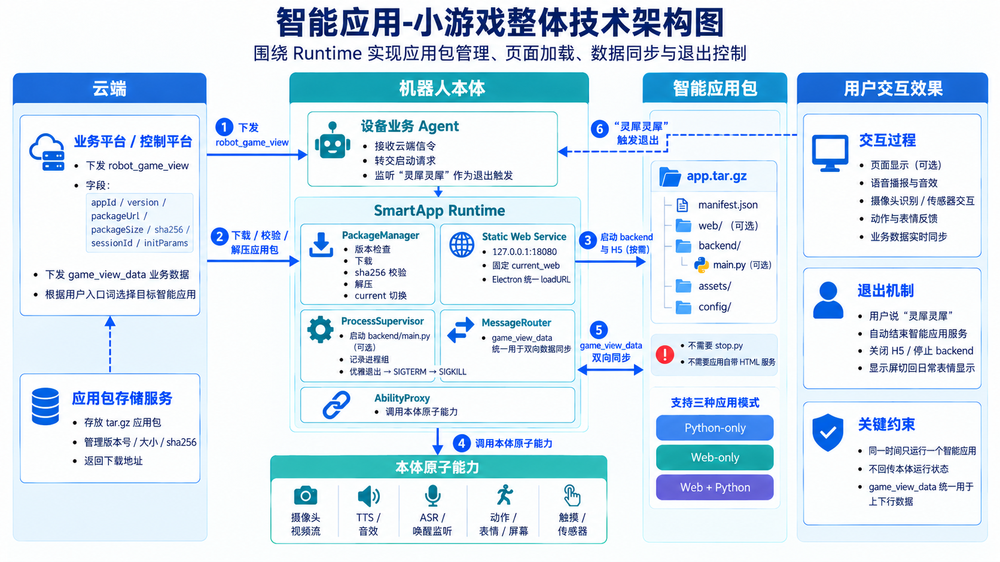 智能应用-小游戏整体技术架构图
围绕 Runtime 实现应用包管理、页面加载、数据同步与退出控制
云端
业务平台 / 控制平台
• 下发 robot_game_view
• 字段：
appId / version /
packageUrl /
packageSize / sha256 /
sessionId / initParams
• 下发 game_view_data 业务数据
• 根据用户入口词选择目标智能应用
应用包存储服务
• 存放 tar.gz 应用包
• 管理版本号 / 大小 / sha256
• 返回下载地址
1 下发
robot_game_view
2 下载 / 校验 /
解压应用包
机器人本体
设备业务 Agent
• 接收云端信令
• 转交启动请求
• 监听“灵犀灵犀”作为退出触发
SmartApp Runtime
PackageManager
• 版本检查
• 下载
• sha256 校验
• 解压
• current 切换
Static Web Service
• 127.0.0.1:18080
• 固定 current_web
• Electron 统一 loadURL
ProcessSupervisor
• 启动 backend/main.py
（可选）
• 记录进程组
• 优雅退出 → SIGTERM → SIGKILL
MessageRouter
• game_view_data
统一用于双向数据同步
AbilityProxy
• 调用本体原子能力
4 调用本体原子能力
本体原子能力
摄像头
视频流
TTS /
音效
ASR /
唤醒监听
动作 /
表情 / 屏幕
触摸 /
传感器
6 “灵犀灵犀”
触发退出
3 启动 backend
与 H5（按需）
5
game_view_data
双向同步
智能应用包
app.tar.gz
manifest.json
web/ （可选）
backend/
main.py（可选）
assets/
config/
• 不需要 stop.py
• 不需要应用自带 HTML 服务
支持三种应用模式
Python-only
Web-only
Web + Python
用户交互效果
交互过程
• 页面显示（可选）
• 语音播报与音效
• 摄像头识别 / 传感器交互
• 动作与表情反馈
• 业务数据实时同步
退出机制
• 用户说“灵犀灵犀”
• 自动结束智能应用服务
• 关闭 H5 / 停止 backend
• 显示屏切回日常表情显示
关键约束
• 同一时间只运行一个智能应用
• 不回传本体运行状态
• game_view_data 统一用于
上下行数据